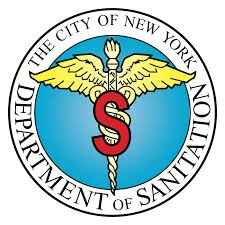 THE CITY OF NEW YORK
DEPARTMENT OF SANITATION
S